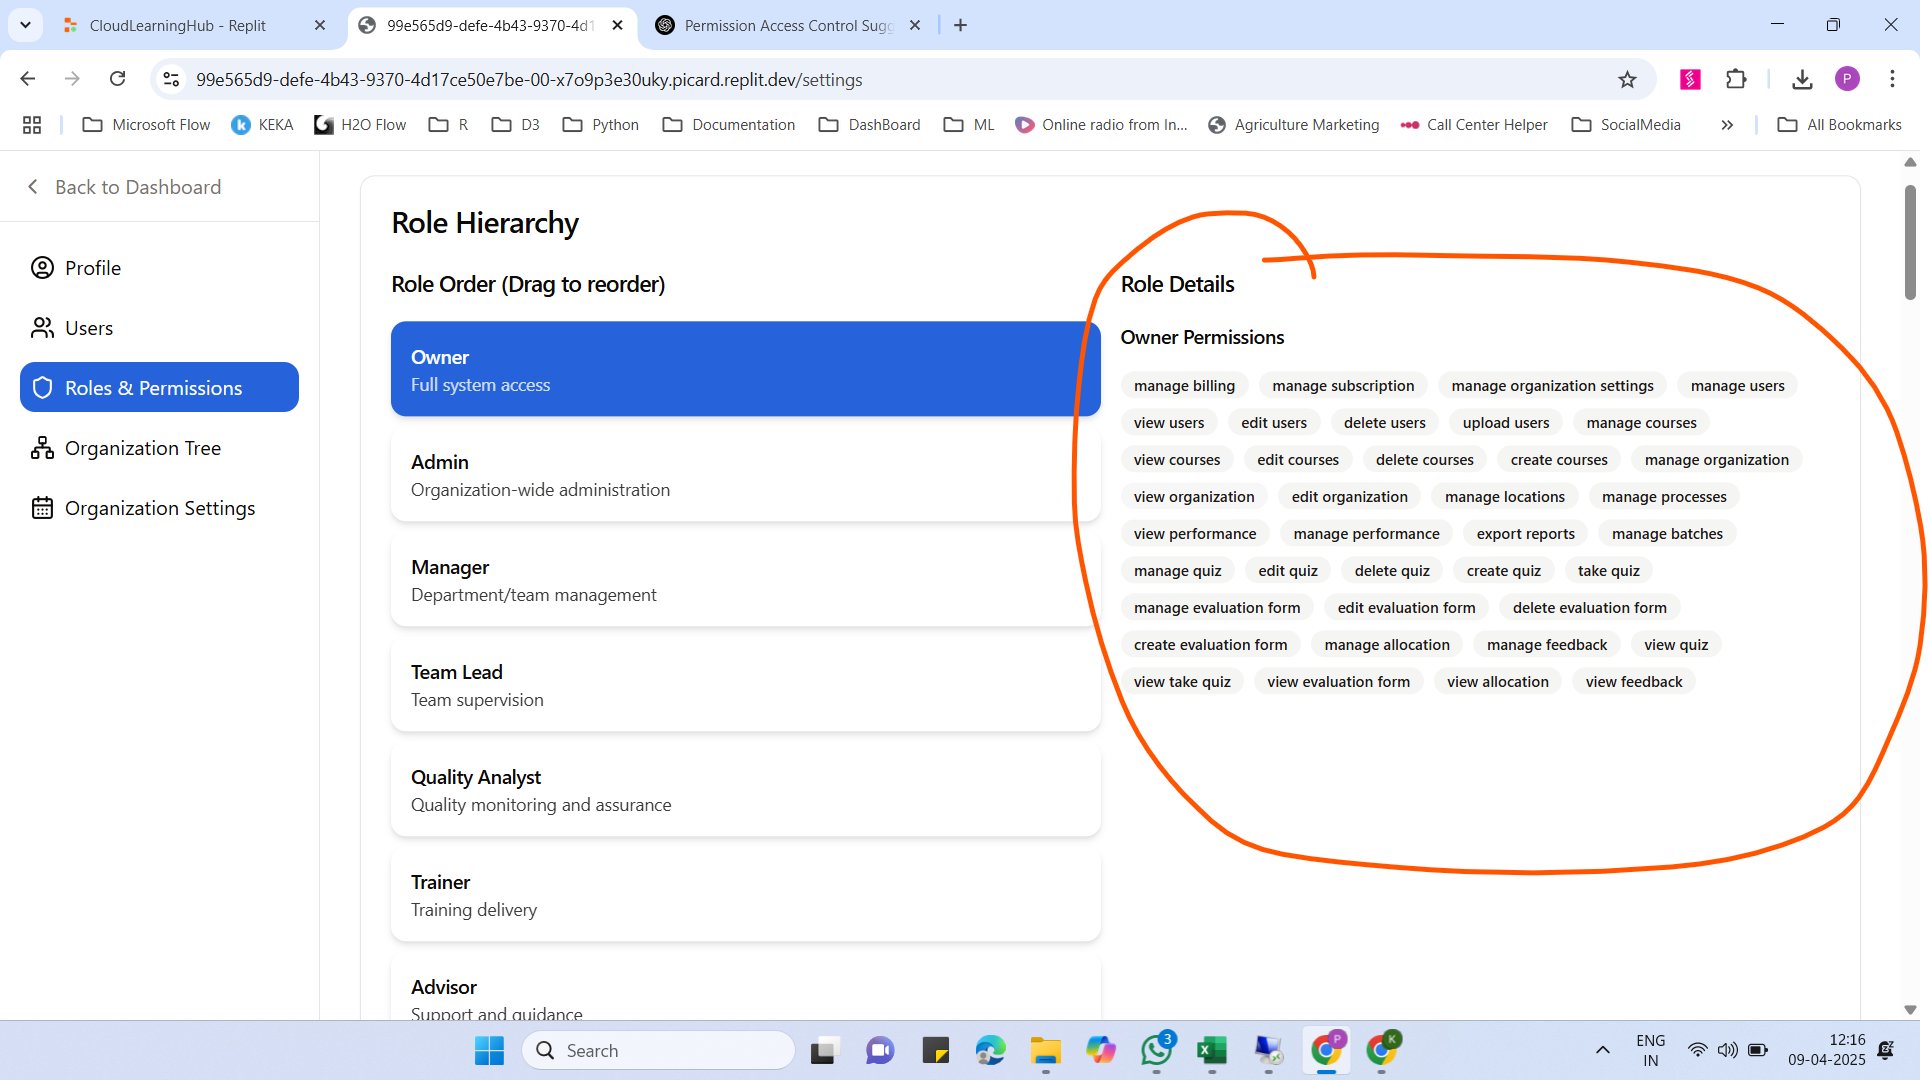 CloudLearningHub - Replit
99e565d9-defe-4b43-9370-4d1
Permission Access Control Sugg
99e565d9-defe-4b43-9370-4d17ce50e7be-00-x7o9p3e30uky.picard.replit.dev/settings
P
Microsoft Flow
KEKA
H2O Flow
R
D3
Python
Documentation
DashBoard
ML
Online radio from In...
Agriculture Marketing
Call Center Helper
SocialMedia
All Bookmarks
Back to Dashboard
Profile
Users
Roles & Permissions
Organization Tree
Organization Settings
Role Hierarchy
Role Order (Drag to reorder)
Owner
Full system access
Admin
Organization-wide administration
Manager
Department/team management
Team Lead
Team supervision
Quality Analyst
Quality monitoring and assurance
Trainer
Training delivery
Advisor
Support and guidance
Role Details
Owner Permissions
manage billing manage subscription manage organization settings manage users
view users edit users delete users upload users manage courses
view courses edit courses delete courses create courses manage organization
view organization edit organization manage locations manage processes
view performance manage performance export reports manage batches
manage quiz edit quiz delete quiz create quiz take quiz
manage evaluation form edit evaluation form delete evaluation form
create evaluation form manage allocation manage feedback view quiz
view take quiz view evaluation form view allocation view feedback
Search
3
P
K
ENG
IN
12:16
09-04-2025